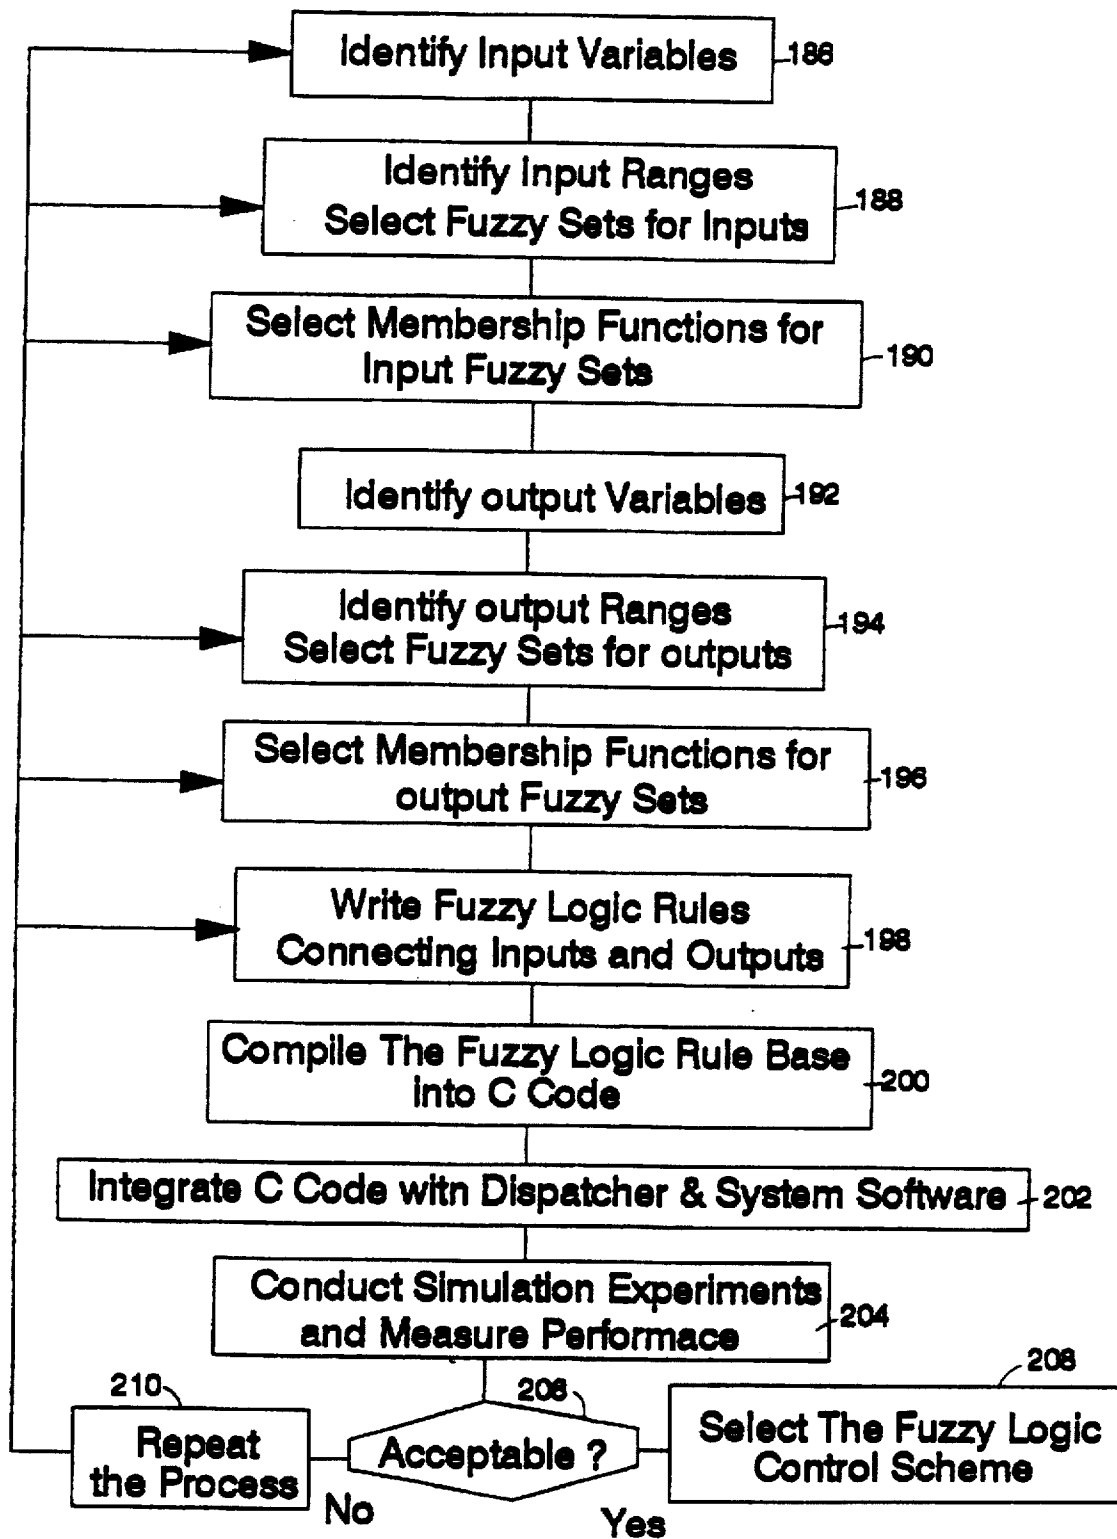 Identify Input Variables
186
Identify Input Ranges
Select Fuzzy Sets for Inputs
188
Select Membership Functions for
Input Fuzzy Sets
190
Identify output Variables
192
Identify output Ranges
Select Fuzzy Sets for outputs
194
Select Membership Functions for
output Fuzzy Sets
196
Write Fuzzy Logic Rules
Connecting Inputs and Outputs
198
Compile The Fuzzy Logic Rule Base
into C Code
200
Integrate C Code witn Dispatcher & System Software
202
Conduct Simulation Experiments
and Measure Performace
204
210
206
208
Repeat
the Process
Acceptable ?
Select The Fuzzy Logic
Control Scheme
No
Yes